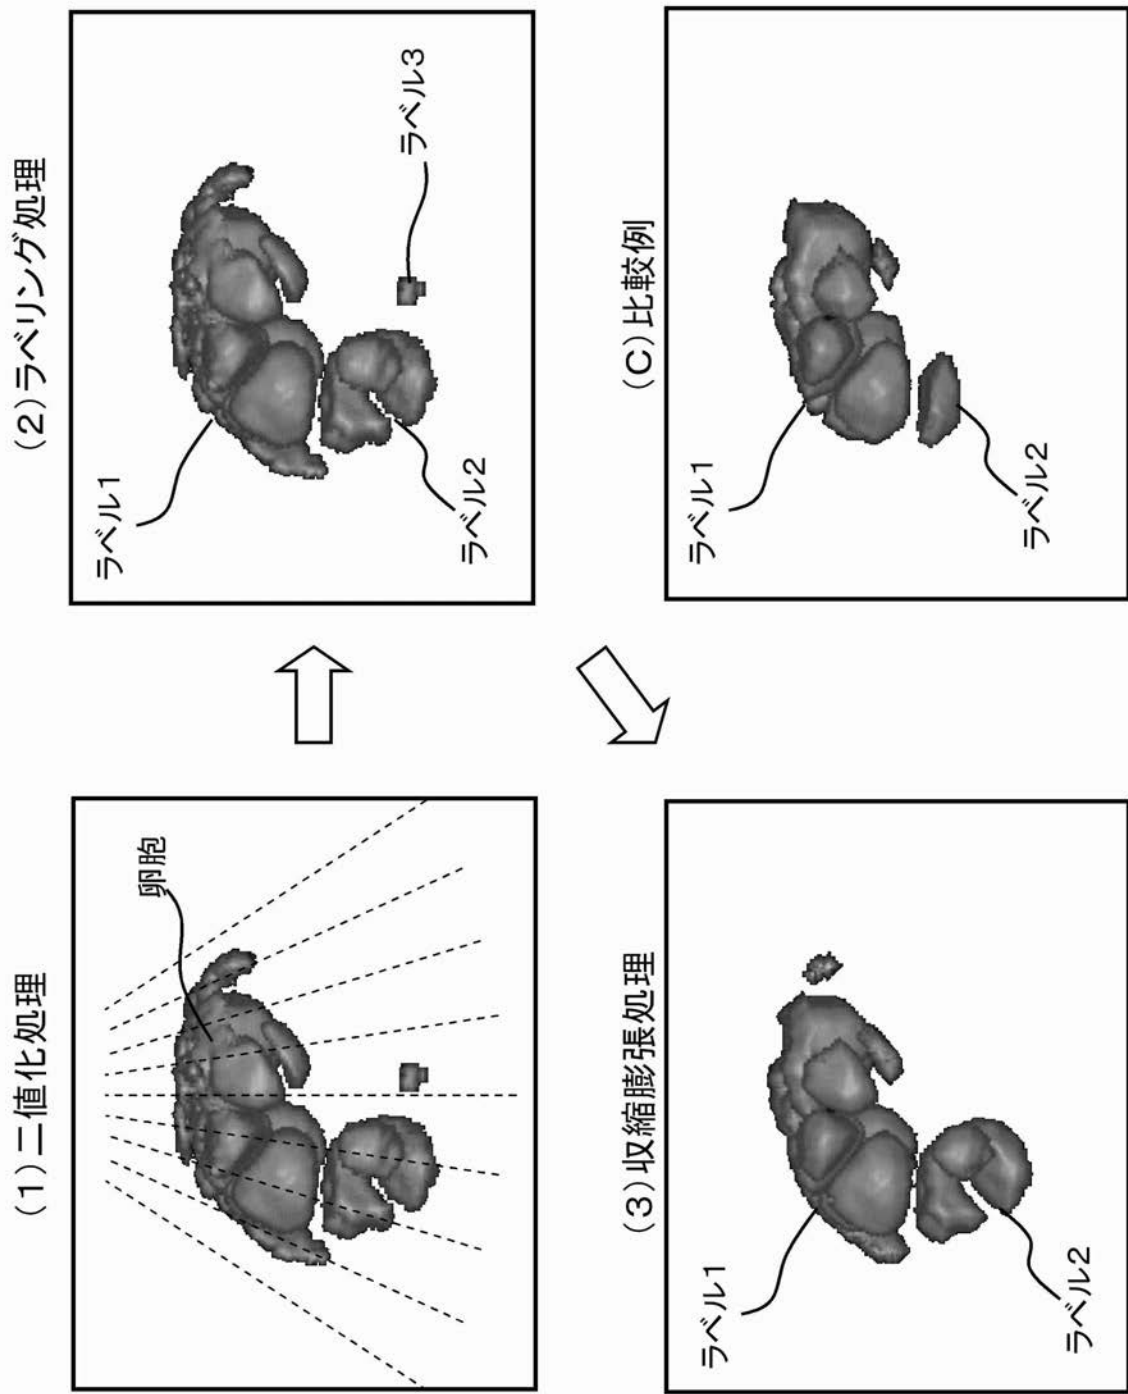 (1)二値化処理
卵胞
(2)ラベリング処理
ラベル1
ラベル2
ラベル3
(3)収縮膨張処理
ラベル1
ラベル2
(C)比較例
ラベル1
ラベル2